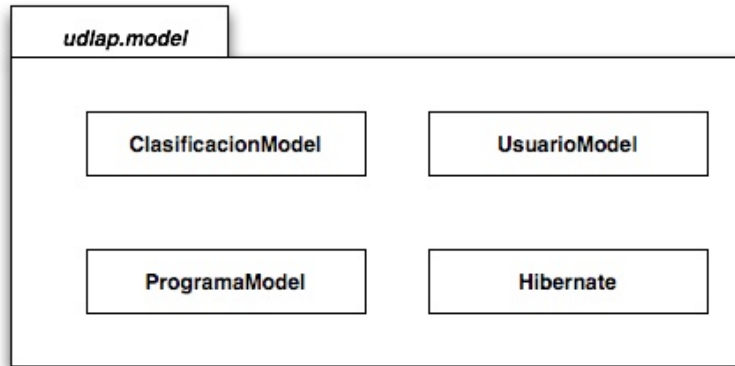 udlap.model
ClasificacionModel
UsuarioModel
ProgramaModel
Hibernate